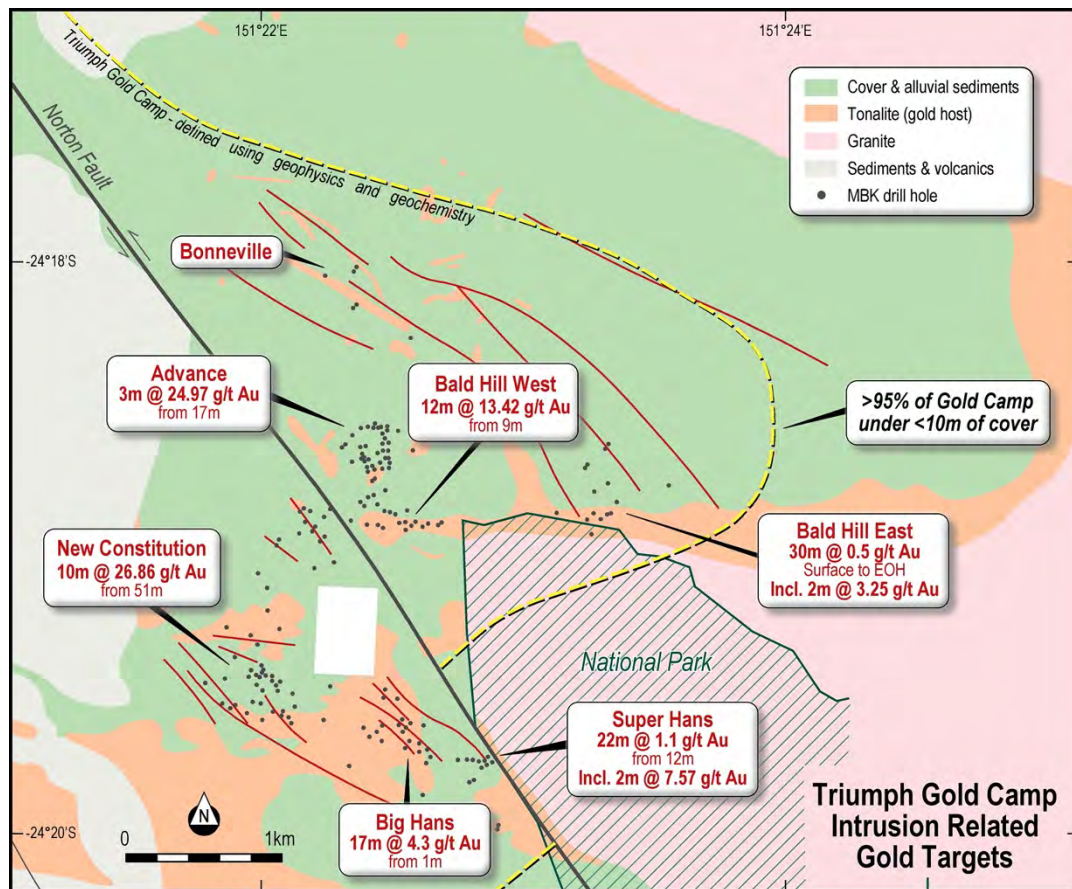 151°22'E
151°24'E
Triumph Gold Camp - defined using geophysics and geochemistry
Cover & alluvial sediments
Tonalite (gold host)
Granite
Sediments & volcanics
MBK drill hole
Norton Fault
-24°18'S
Bonneville
Advance
3m @ 24.97 g/t Au
from 17m
Bald Hill West
12m @ 13.42 g/t Au
from 9m
>95% of Gold Camp
under <10m of cover
New Constitution
10m @ 26.86 g/t Au
from 51m
Bald Hill East
30m @ 0.5 g/t Au
Surface to EOH
Incl. 2m @ 3.25 g/t Au
National Park
Super Hans
22m @ 1.1 g/t Au
from 12m
Incl. 2m @ 7.57 g/t Au
-24°20'S
N
0
1km
Big Hans
17m @ 4.3 g/t Au
from 1m
Triumph Gold Camp
Intrusion Related
Gold Targets